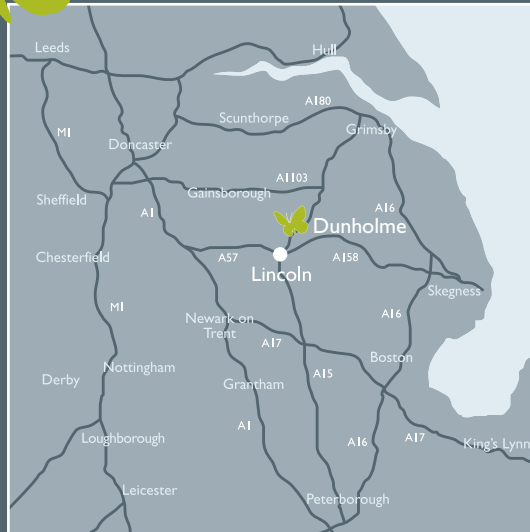 Leeds
Hull
A180
Scunthorpe
Grimsby
M1
Doncaster
A1103
Gainsborough
Sheffield
A1
A16
Dunholme
Chesterfield
A57
A158
Lincoln
Skegness
M1
A16
Newark on
Trent
A17
Boston
Nottingham
A15
Derby
Grantham
A1
Loughborough
A16
A17
King's Lynn
Leicester
Peterborough